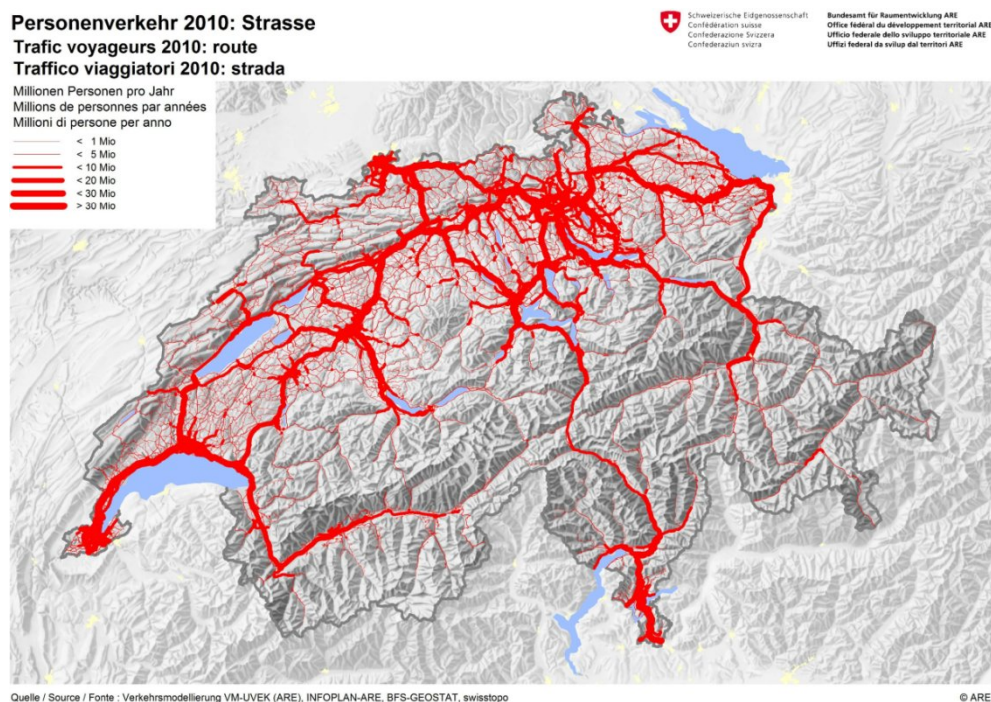 Personenverkehr 2010: Strasse
Trafic voyageurs 2010: route
Traffico viaggiatori 2010: strada
Schweizerische Eidgenossenschaft
Confédération suisse
Confederazione Svizzera
Confederaziun svizra
Bundesamt für Raumentwicklung ARE
Office fédéral du développement territorial ARE
Ufficio federale dello sviluppo territoriale ARE
Uffizi federal da svilup dal territori ARE
Millionen Personen pro Jahr
Millions de personnes par années
Millioni di persone per anno
< 1 Mio
< 5 Mio
< 10 Mio
< 20 Mio
< 30 Mio
> 30 Mio
Quelle / Source / Fonte : Verkehrsmodellierung VM-UVEK (ARE), INFOPLAN-ARE, BFS-GEOSTAT, swisstopo
© ARE